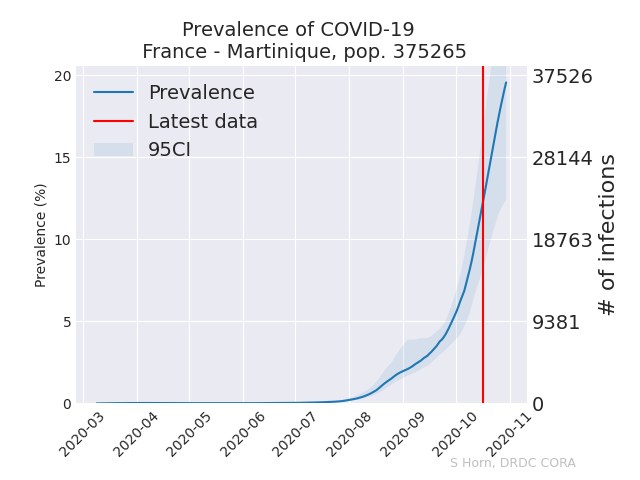 Prevalence of COVID-19
France - Martinique, pop. 375265
Prevalence
Latest data
95CI
Prevalence (%)
20
15
10
5
0
37526
28144
18763
9381
0
# of infections
2020-03
2020-04
2020-05
2020-06
2020-07
2020-08
2020-09
2020-10
2020-11
S Horn, DRDC CORA